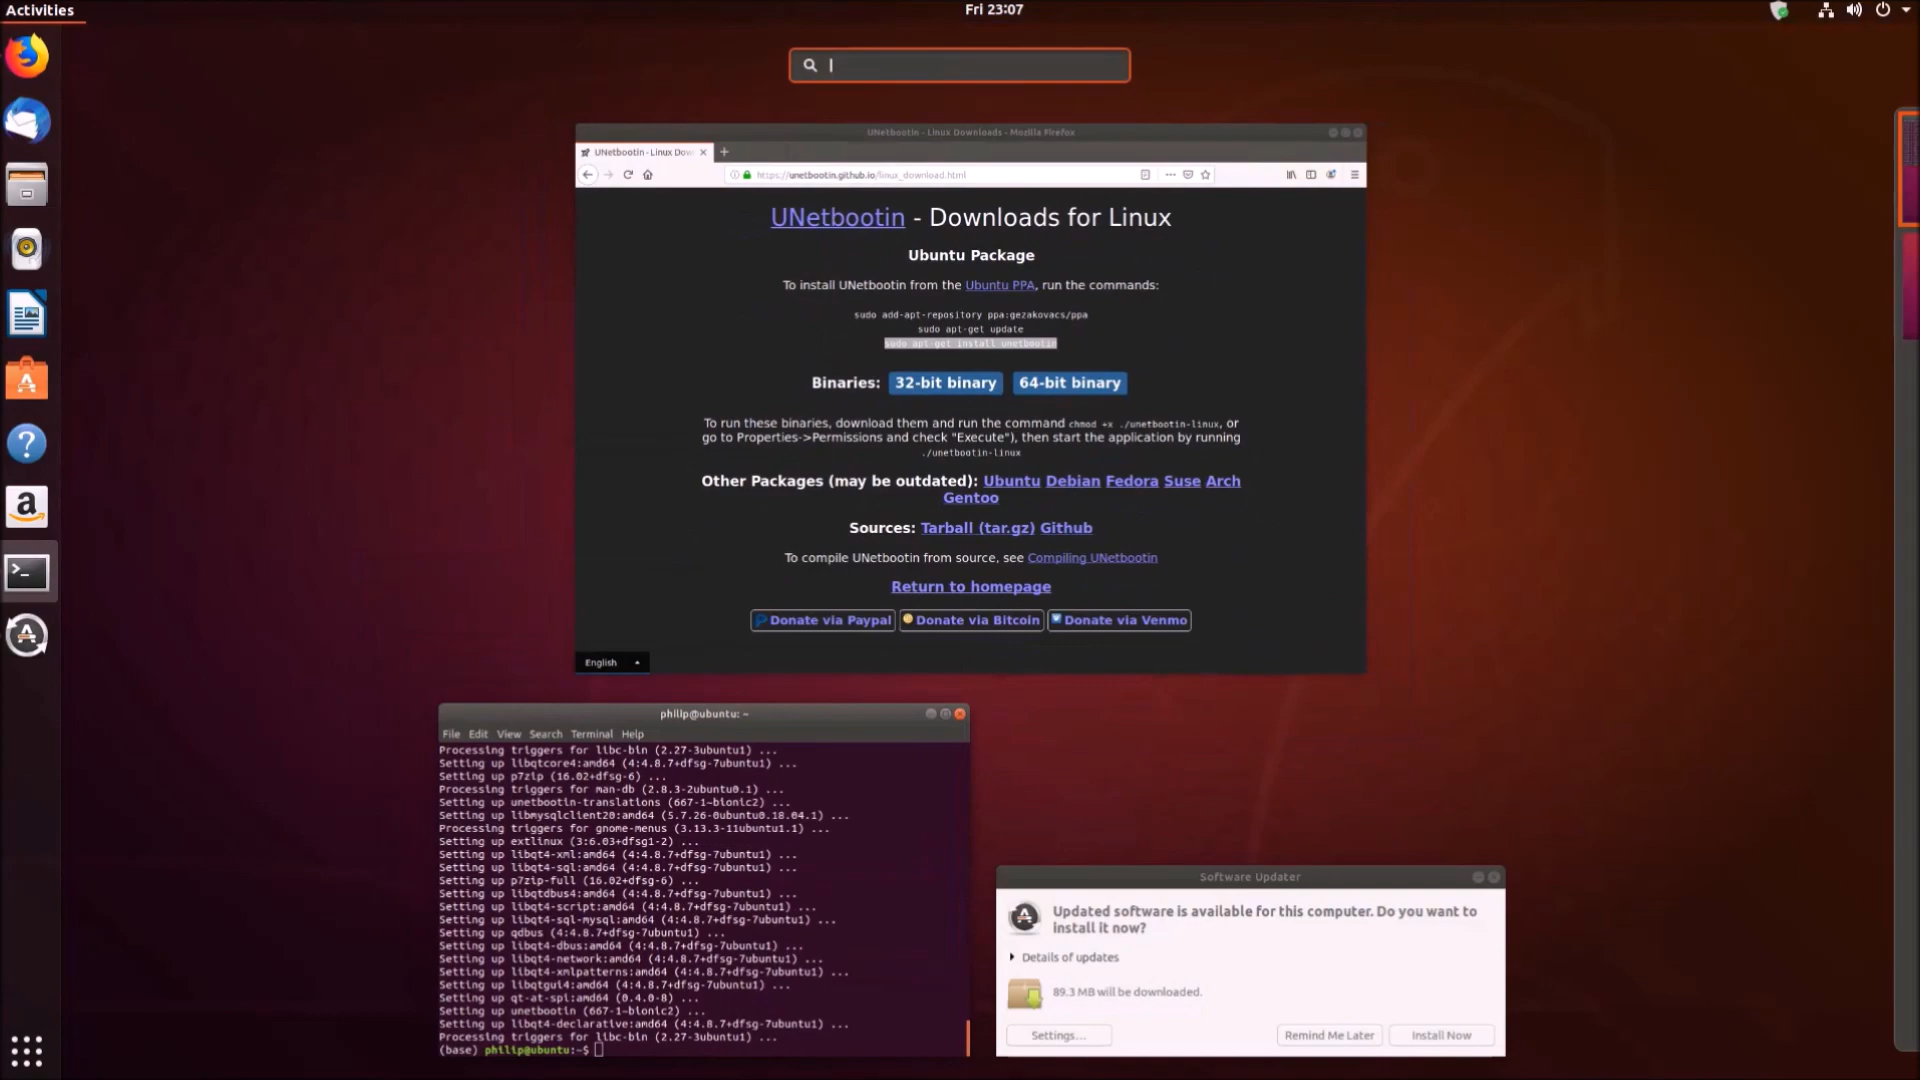 Activities
Fri 23:07
UNetbootin - Linux Downloads - Mozilla Firefox
UNetbootin - Linux Dow
https://unetbootin.github.io/linux_download.html
UNetbootin - Downloads for Linux
Ubuntu Package
To install UNetbootin from the Ubuntu PPA, run the commands:
sudo add-apt-repository ppa:gezakovacs/ppa
sudo apt-get update
sudo apt-get install unetbootin
Binaries: 32-bit binary 64-bit binary
To run these binaries, download them and run the command chmod +x ./unetbootin-linux, or
go to Properties->Permissions and check "Execute"), then start the application by running
./unetbootin-linux
Other Packages (may be outdated): Ubuntu Debian Fedora Suse Arch
Gentoo
Sources: Tarball (tar.gz) Github
To compile UNetbootin from source, see Compiling UNetbootin
Return to homepage
Donate via Paypal Donate via Bitcoin Donate via Venmo
English
philip@ubuntu: ~
File Edit View Search Terminal Help
Processing triggers for libc-bin (2.27-3ubuntu1) ...
Setting up libqtcore4:amd64 (4:4.8.7+dfsg-7ubuntu1) ...
Setting up p7zip (16.02+dfsg-6) ...
Processing triggers for man-db (2.8.3-2ubuntu0.1) ...
Setting up unetbootin-translations (667-1~bionic2) ...
Setting up libmysqlclient20:amd64 (5.7.26-0ubuntu0.18.04.1) ...
Processing triggers for gnome-menus (3.13.3-11ubuntu1.1) ...
Setting up extlinux (3:6.03+dfsg1-2) ...
Setting up libqt4-xml:amd64 (4:4.8.7+dfsg-7ubuntu1) ...
Setting up libqt4-sql:amd64 (4:4.8.7+dfsg-7ubuntu1) ...
Setting up p7zip-full (16.02+dfsg-6) ...
Setting up libqtdbus4:amd64 (4:4.8.7+dfsg-7ubuntu1) ...
Setting up libqt4-script:amd64 (4:4.8.7+dfsg-7ubuntu1) ...
Setting up libqt4-sql-mysql:amd64 (4:4.8.7+dfsg-7ubuntu1) ...
Setting up qdbus (4:4.8.7+dfsg-7ubuntu1) ...
Setting up libqt4-dbus:amd64 (4:4.8.7+dfsg-7ubuntu1) ...
Setting up libqt4-network:amd64 (4:4.8.7+dfsg-7ubuntu1) ...
Setting up libqt4-xmlpatterns:amd64 (4:4.8.7+dfsg-7ubuntu1) ...
Setting up libqtgui4:amd64 (4:4.8.7+dfsg-7ubuntu1) ...
Setting up qt-at-spi:amd64 (0.4.0-8) ...
Setting up unetbootin (667-1~bionic2) ...
Setting up libqt4-declarative:amd64 (4:4.8.7+dfsg-7ubuntu1) ...
Processing triggers for libc-bin (2.27-3ubuntu1) ...
(base) philip@ubuntu:~$
Software Updater
Updated software is available for this computer. Do you want to
install it now?
Details of updates
89.3 MB will be downloaded.
Settings... Remind Me Later Install Now